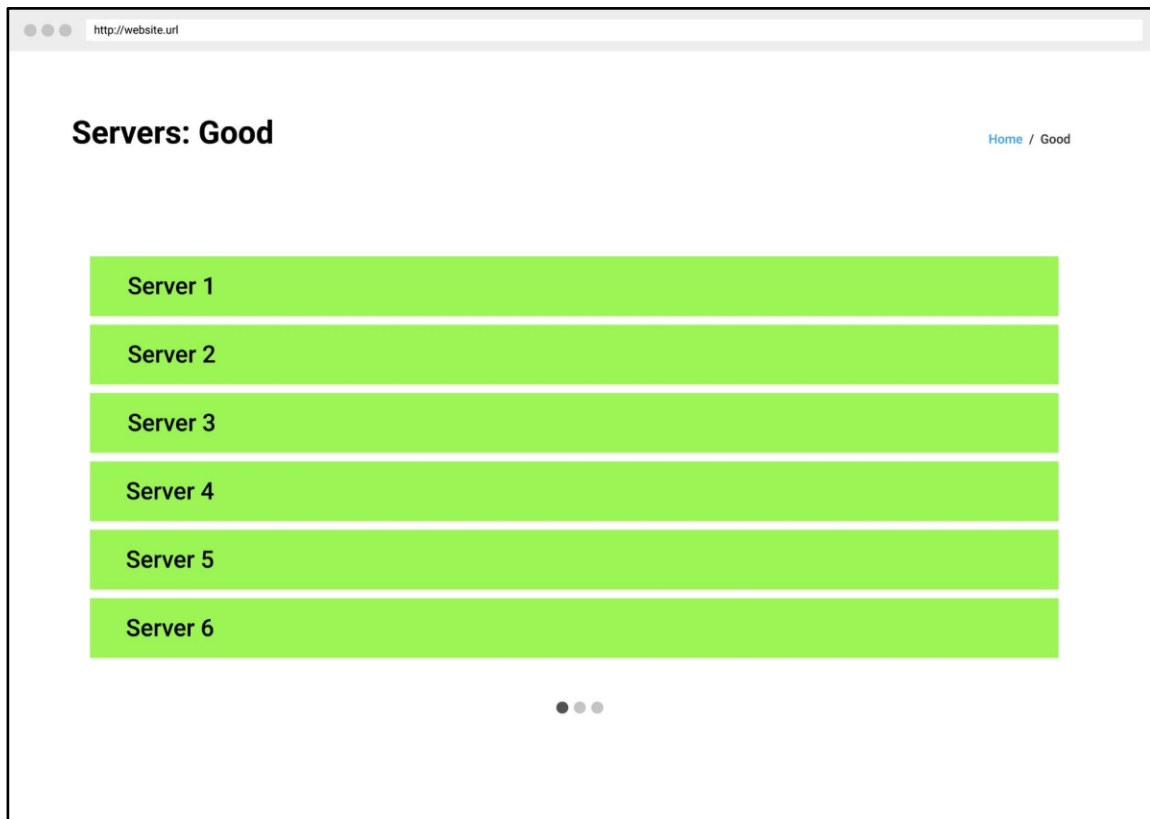 http://website.url
Servers: Good
Home / Good
Server 1
Server 2
Server 3
Server 4
Server 5
Server 6